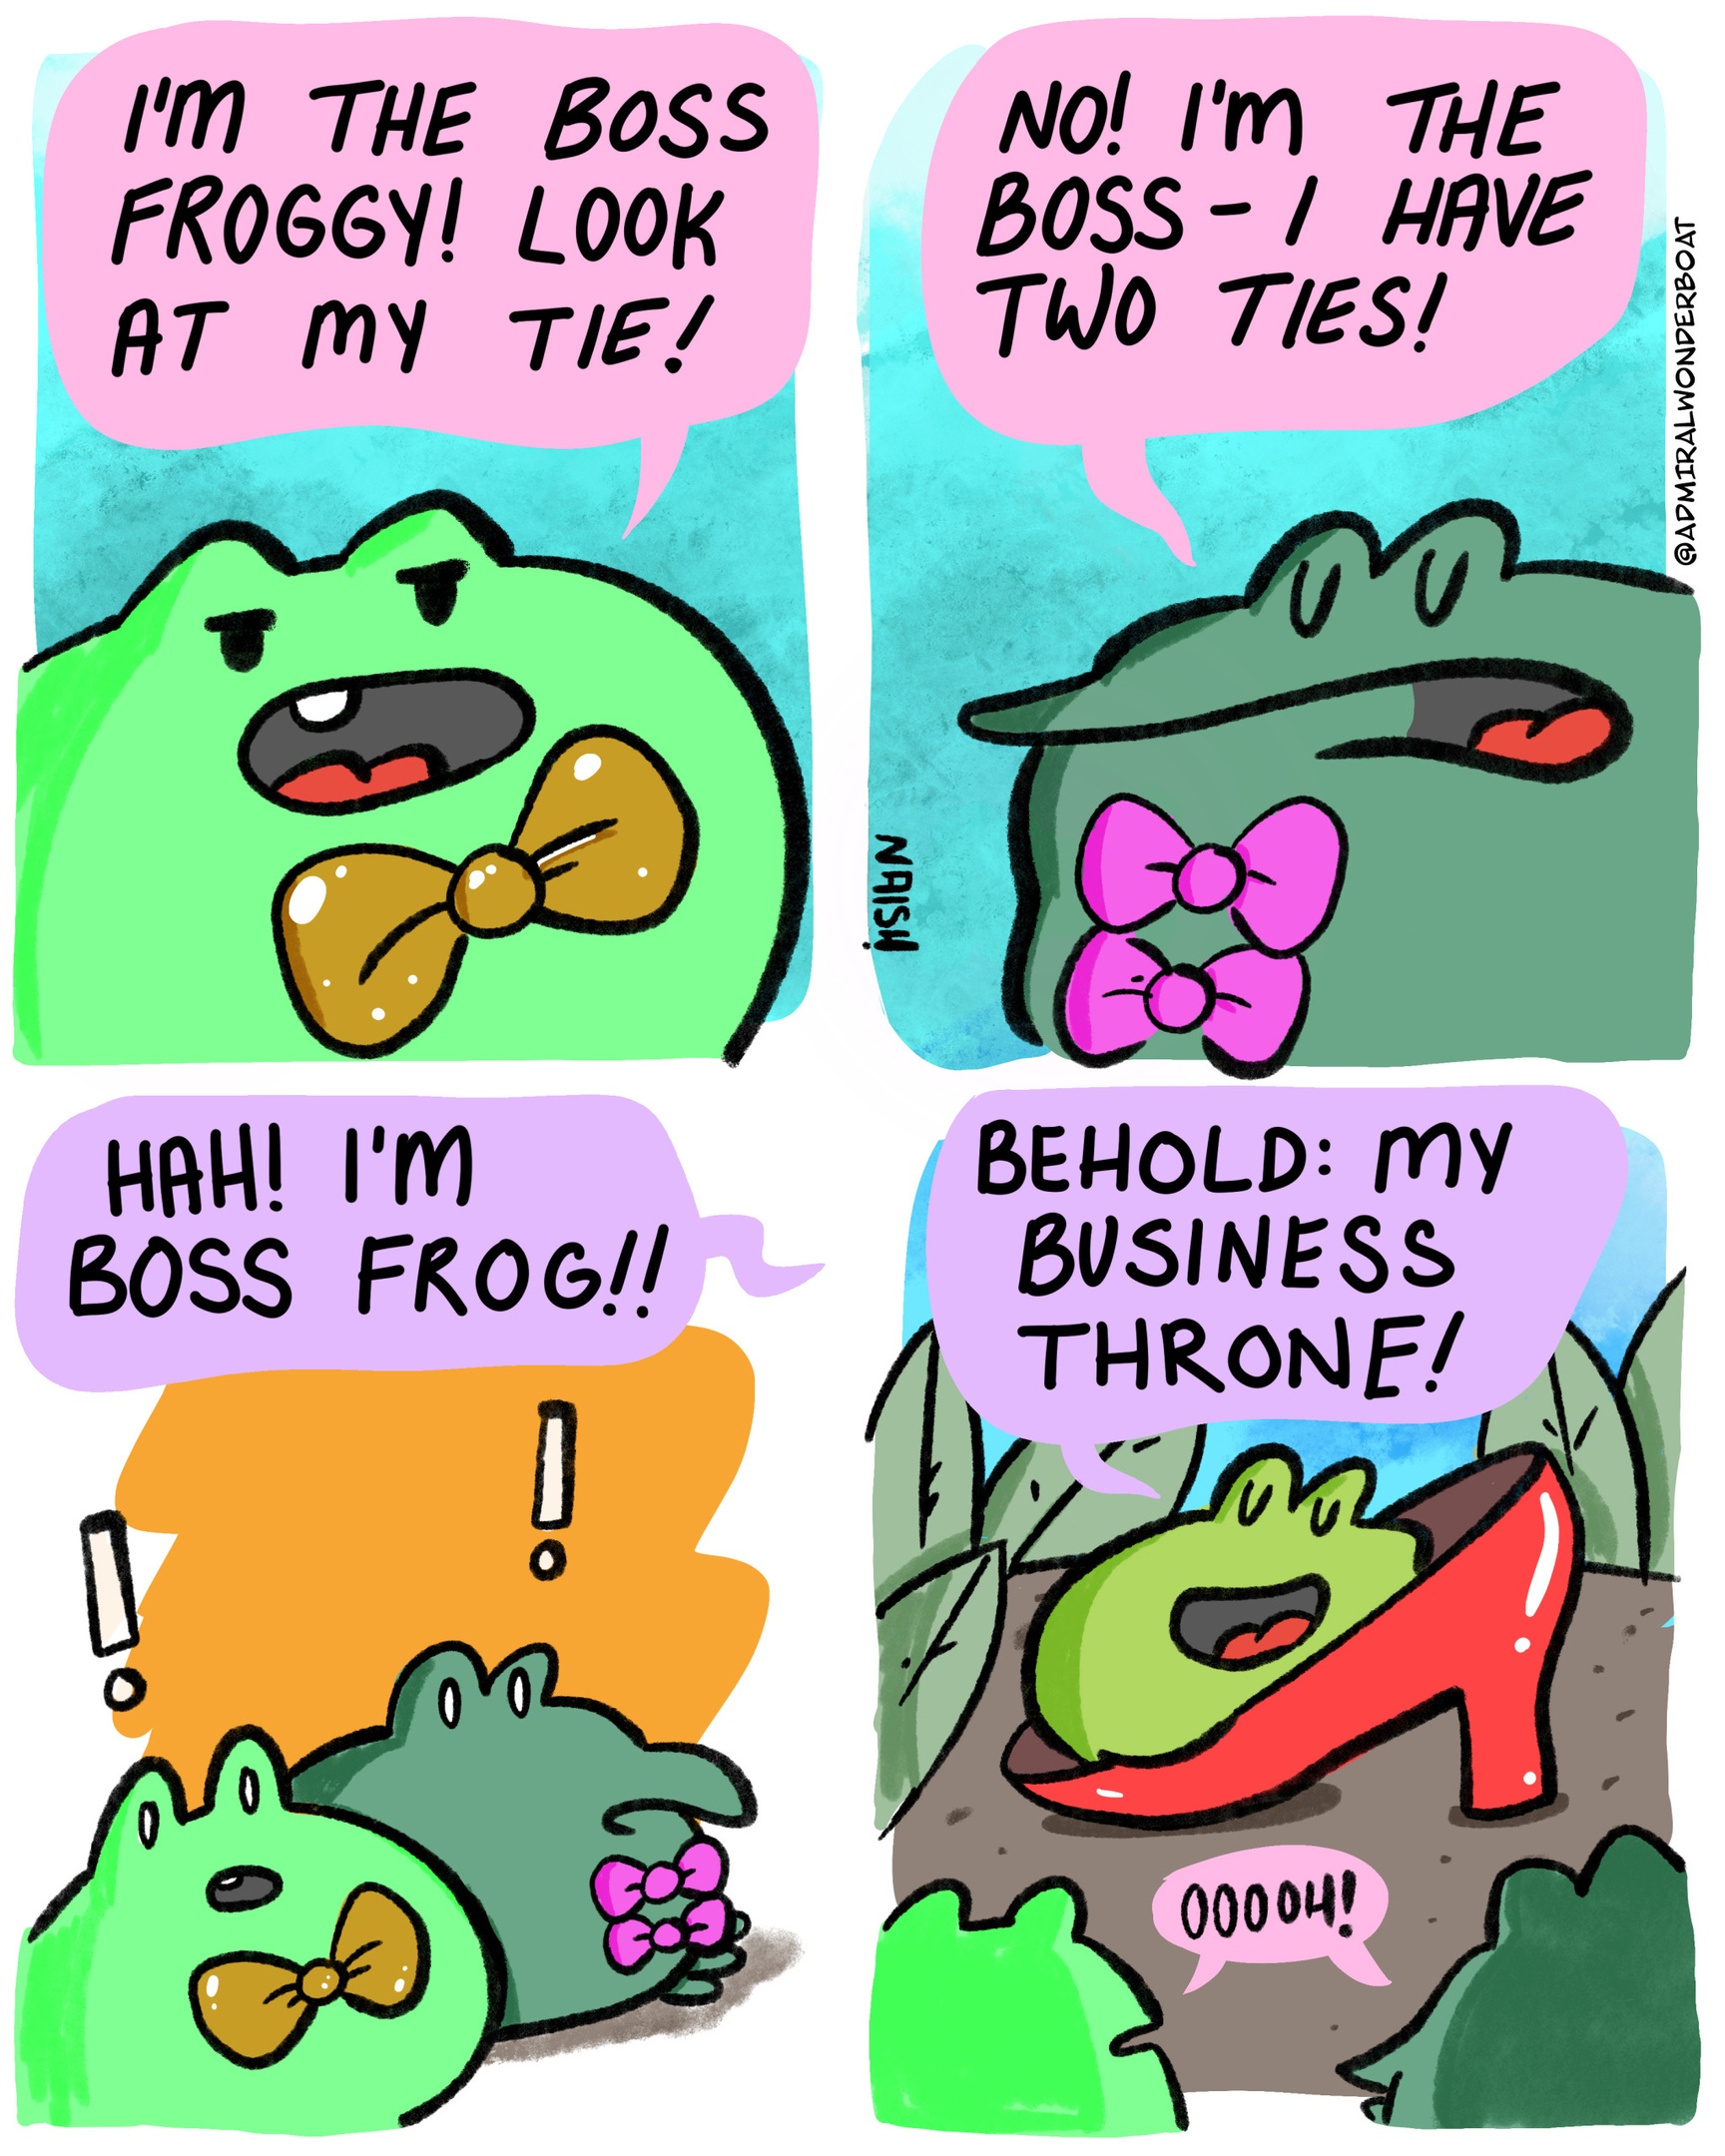 I'M THE BOSS
FROGGY! LOOK
AT MY TIE!
NO! I'M THE
BOSS - I HAVE
TWO TIES!
@ADMIRALWONDERBOAT
NAISH
HAH! I'M
BOSS FROG!!
!
!
BEHOLD: MY
BUSINESS
THRONE!
OOOOH!